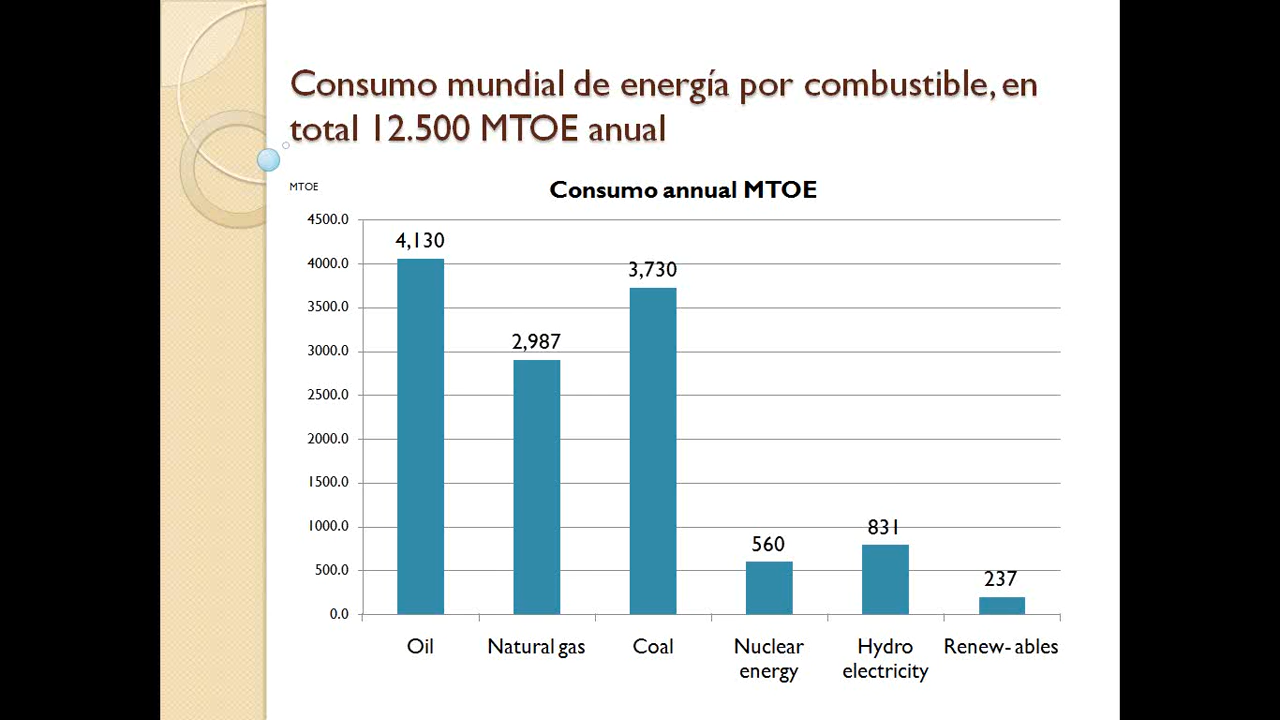 Consumo mundial de energía por combustible, en
total 12.500 MTOE anual
MTOE
Consumo annual MTOE
4500.0
4,130
4000.0
3,730
3500.0
2,987
3000.0
2500.0
2000.0
1500.0
1000.0
831
560
500.0
237
0.0
Oil
Natural gas
Coal
Nuclear
energy
Hydro
electricity
Renew- ables